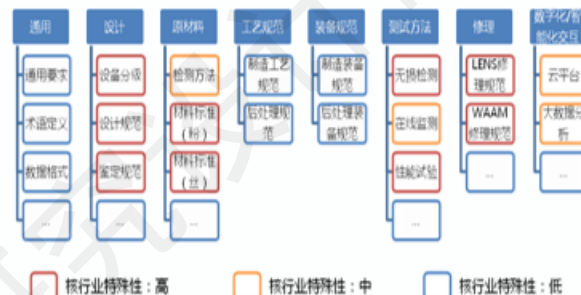 通用
设计
原材料
工艺规范
装备规范
测试方法
修理
数字化/智
能化交互
通用要求
设备分级
检测方法
制造工艺
规范
制造装备
规范
无损检测
LENS修
理规范
云平台
术语定义
设计规范
材料标准
（粉）
后处理规
范
后处理装
备规范
在线监测
WAAM
修理规范
大数据分
析
数据格式
鉴定规范
材料标准
（丝）
性能试验
...
...
...
...
...
...
核行业特殊性：高
核行业特殊性：中
核行业特殊性：低